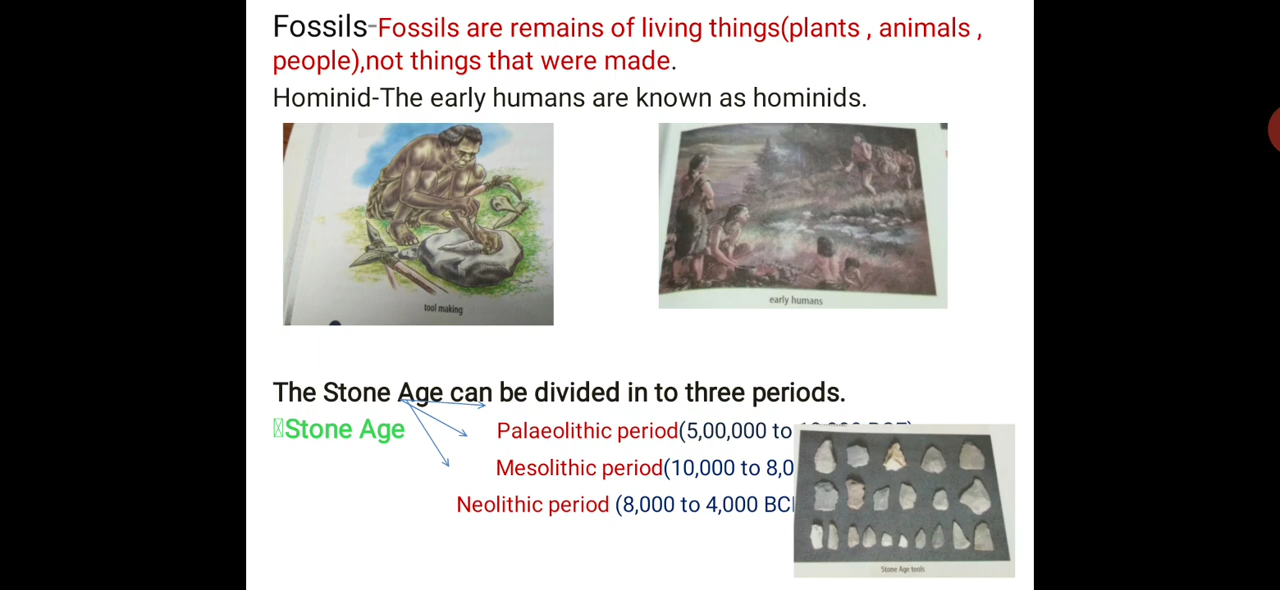 Fossils-Fossils are remains of living things(plants , animals ,
people),not things that were made.
Hominid-The early humans are known as hominids.
tool making
early humans
The Stone Age can be divided in to three periods.
Stone Age
Palaeolithic period(5,00,000 to
Mesolithic period(10,000 to 8,0
Neolithic period (8,000 to 4,000 BC
Stone Age tools